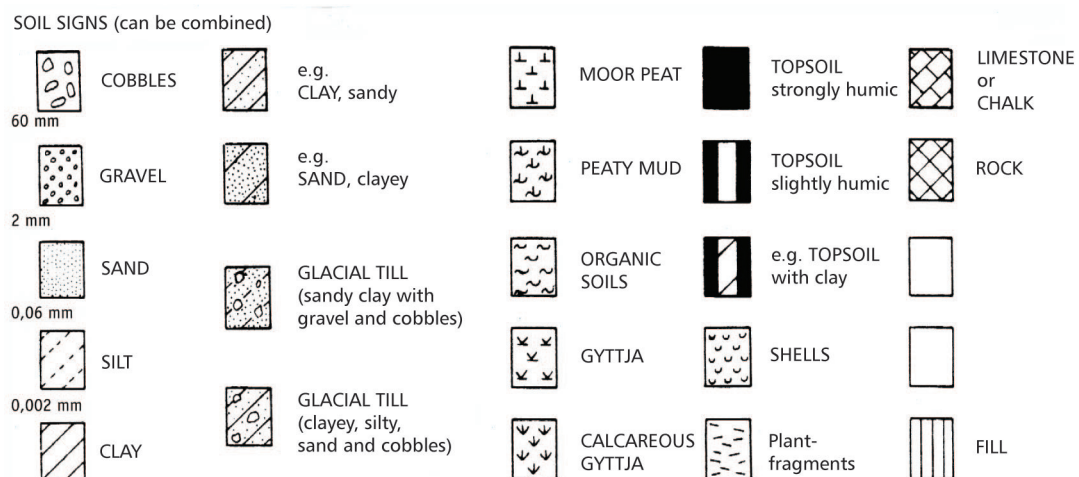 SOIL SIGNS (can be combined)
COBBLES
60 mm
GRAVEL
2 mm
SAND
0,06 mm
SILT
0,002 mm
CLAY
e.g.
CLAY, sandy
e.g.
SAND, clayey
GLACIAL TILL
(sandy clay with
gravel and cobbles)
GLACIAL TILL
(clayey, silty,
sand and cobbles)
MOOR PEAT
PEATY MUD
ORGANIC
SOILS
GYTTJA
CALCAREOUS
GYTTJA
TOPSOIL
strongly humic
TOPSOIL
slightly humic
e.g. TOPSOIL
with clay
SHELLS
Plant-
fragments
LIMESTONE
or
CHALK
ROCK
FILL